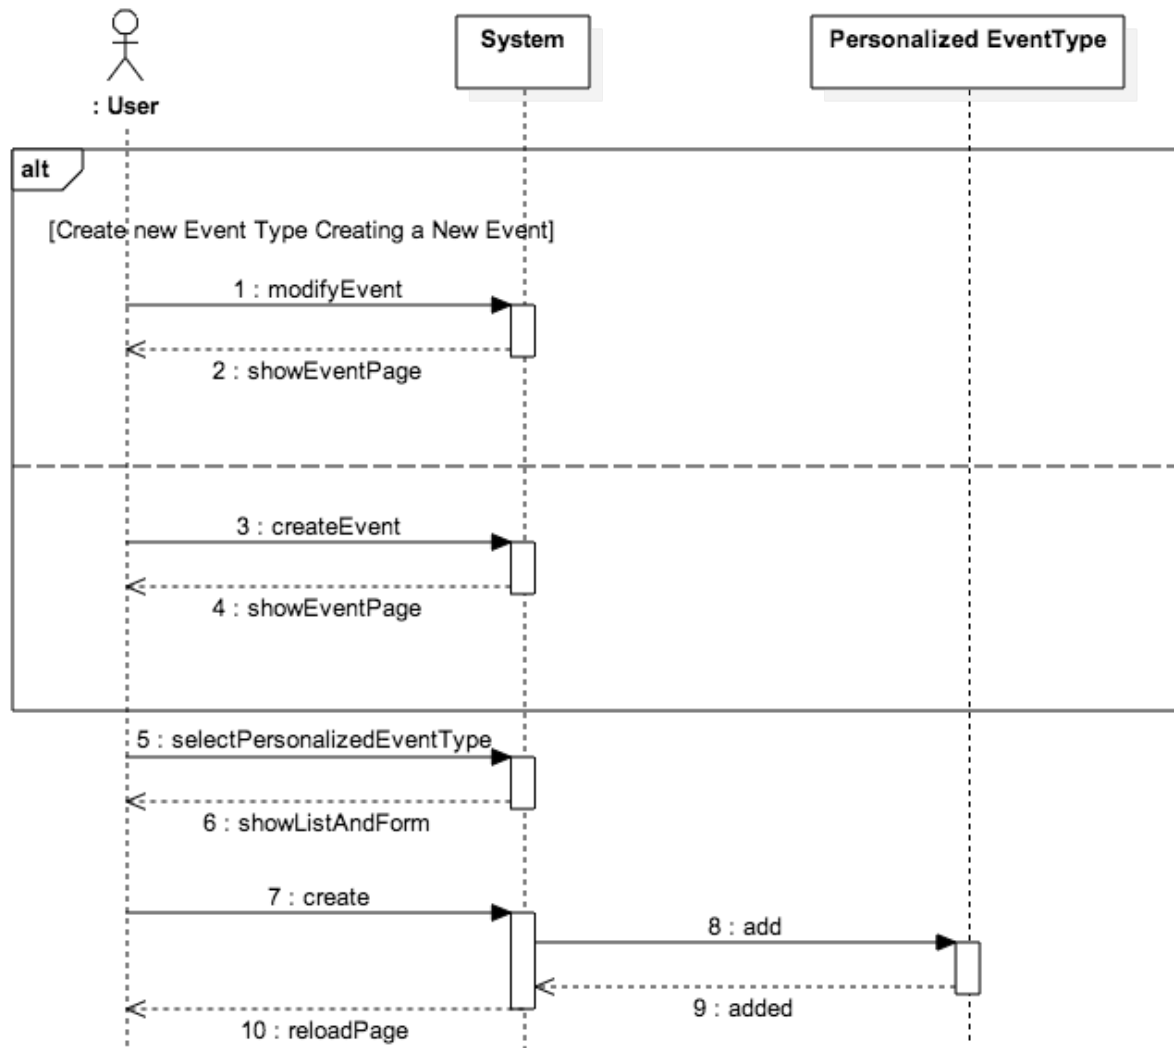 System
Personalized EventType
: User
alt
[Create new Event Type Creating a New Event]
1 : modifyEvent
2 : showEventPage
3 : createEvent
4 : showEventPage
5 : selectPersonalizedEventType
6 : showListAndForm
7 : create
8 : add
9 : added
10 : reloadPage